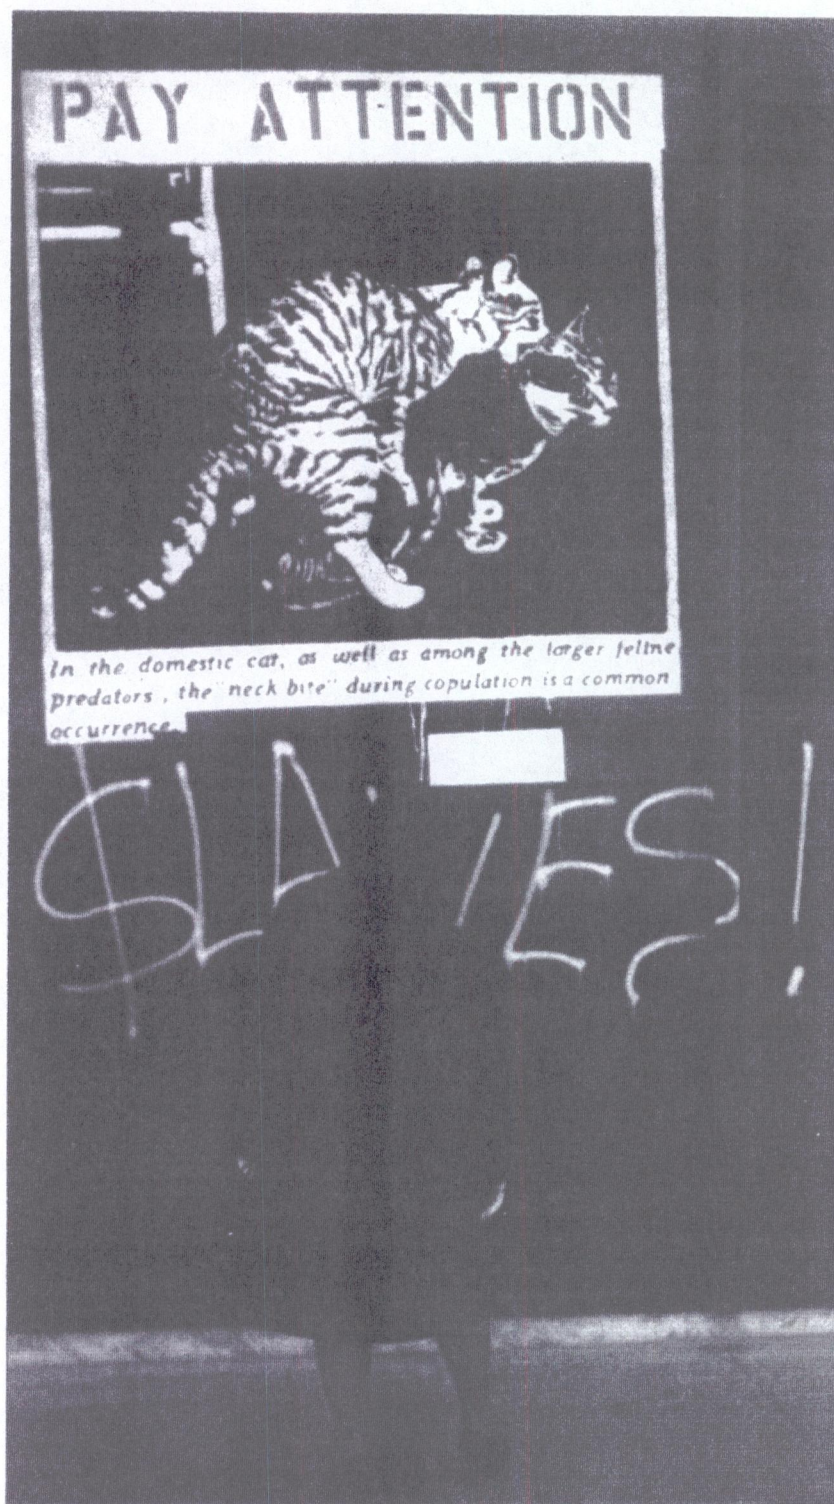 PAY ATTENTION
In the domestic cat, as well as among the larger feline
predators, the "neck bite" during copulation is a common
occurrence.